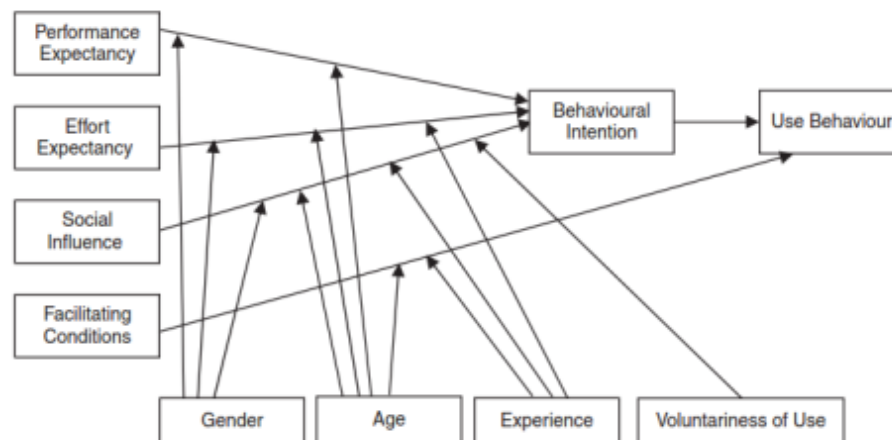 Performance
Expectancy
Effort
Expectancy
Social
Influence
Facilitating
Conditions
Behavioural
Intention
Use Behaviour
Gender
Age
Experience
Voluntariness of Use